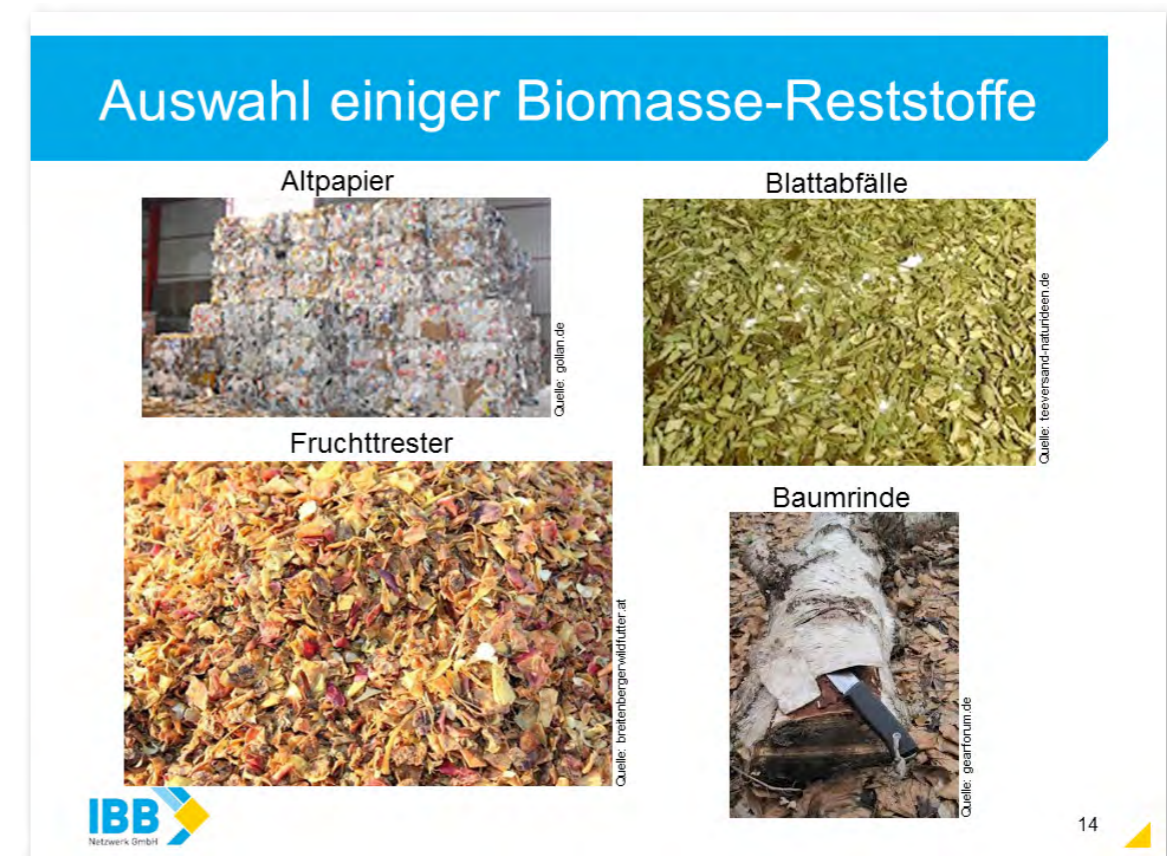 Auswahl einiger Biomasse-Reststoffe
Altpapier
Quelle: gollan.de
Blattabfälle
Quelle: teeversand-naturideen.de
Fruchttrester
Quelle: breitenbergerwildfutter.at
Baumrinde
Quelle: gearforum.de
IBB
Netzwerk GmbH
14